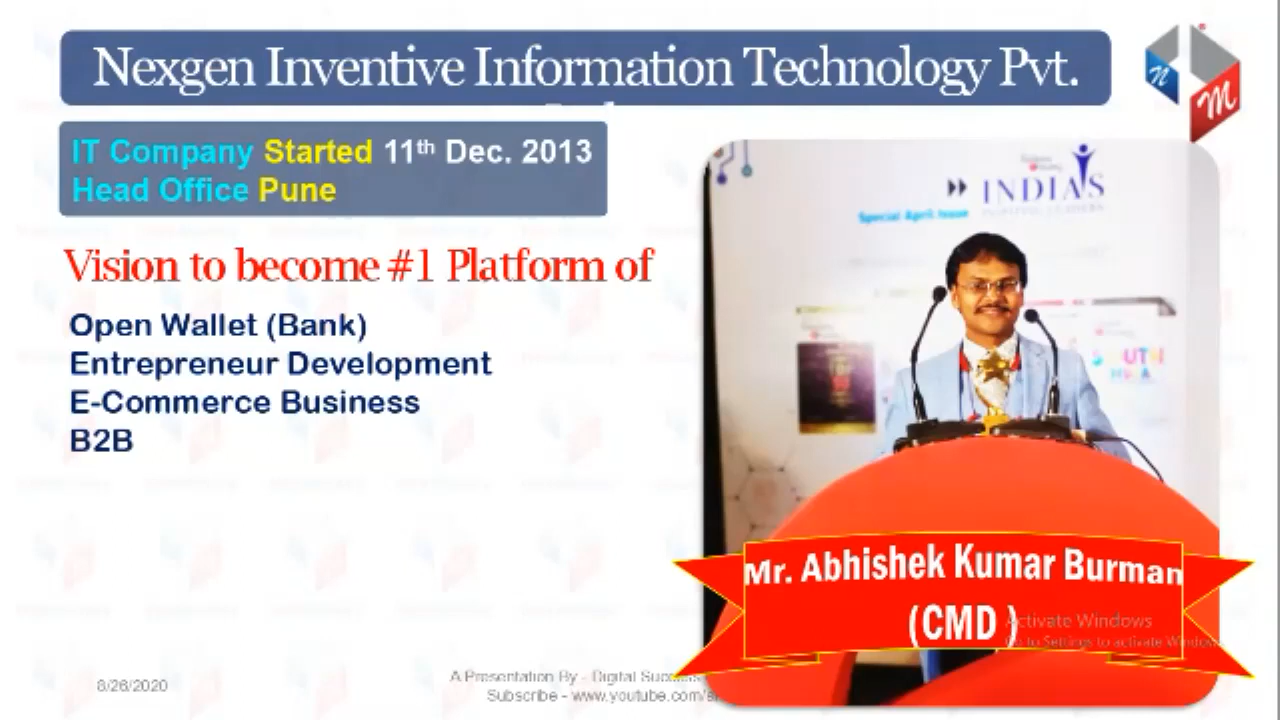 Nexgen Inventive Information Technology Pvt.
IT Company Started 11th Dec. 2013
Head Office Pune
Vision to become #1 Platform of
Open Wallet (Bank)
Entrepreneur Development
E-Commerce Business
B2B
INDIA'S
Special April Issue
Mr. Abhishek Kumar Burman
(CMD )
Activate Windows
Go to Settings to activate Windows
8/26/2020
A Presentation By - Digital Success
Subscribe - www.youtube.com/